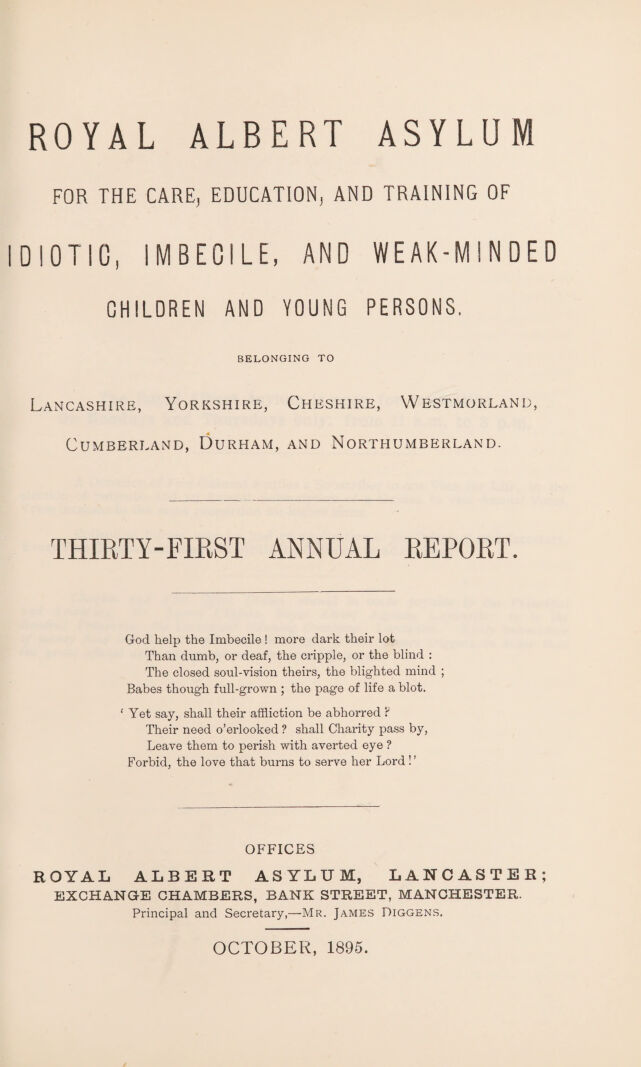 ROYAL ALBERT ASYLUM
FOR THE CARE, EDUCATION, AND TRAINING OF
IDIOTIC, IMBECILE, AND WEAK-MINDED
CHILDREN AND YOUNG PERSONS,
BELONGING TO
LANCASHIRE, YORKSHIRE, CHESHIRE, WESTMORLAND,
CUMBERLAND, DURHAM, AND NORTHUMBERLAND.
THIRTY-FIRST ANNUAL REPORT.
God help the Imbecile! more dark their lot
Than dumb, or deaf, the cripple, or the blind :
The closed soul-vision theirs, the blighted mind ;
Babes though full-grown ; the page of life a blot.
‘ Yet say, shall their affliction be abhorred ?
Their need o’erlooked ? shall Charity pass by,
Leave them to perish with averted eye ?
Forbid, the love that burns to serve her Lord!’
OFFICES
ROYAL ALBERT ASYLUM, LANCASTER;
EXCHANGE CHAMBERS, BANK STREET, MANCHESTER.
Principal and Secretary,—MR. JAMES DIGGENS.
OCTOBER, 1895.